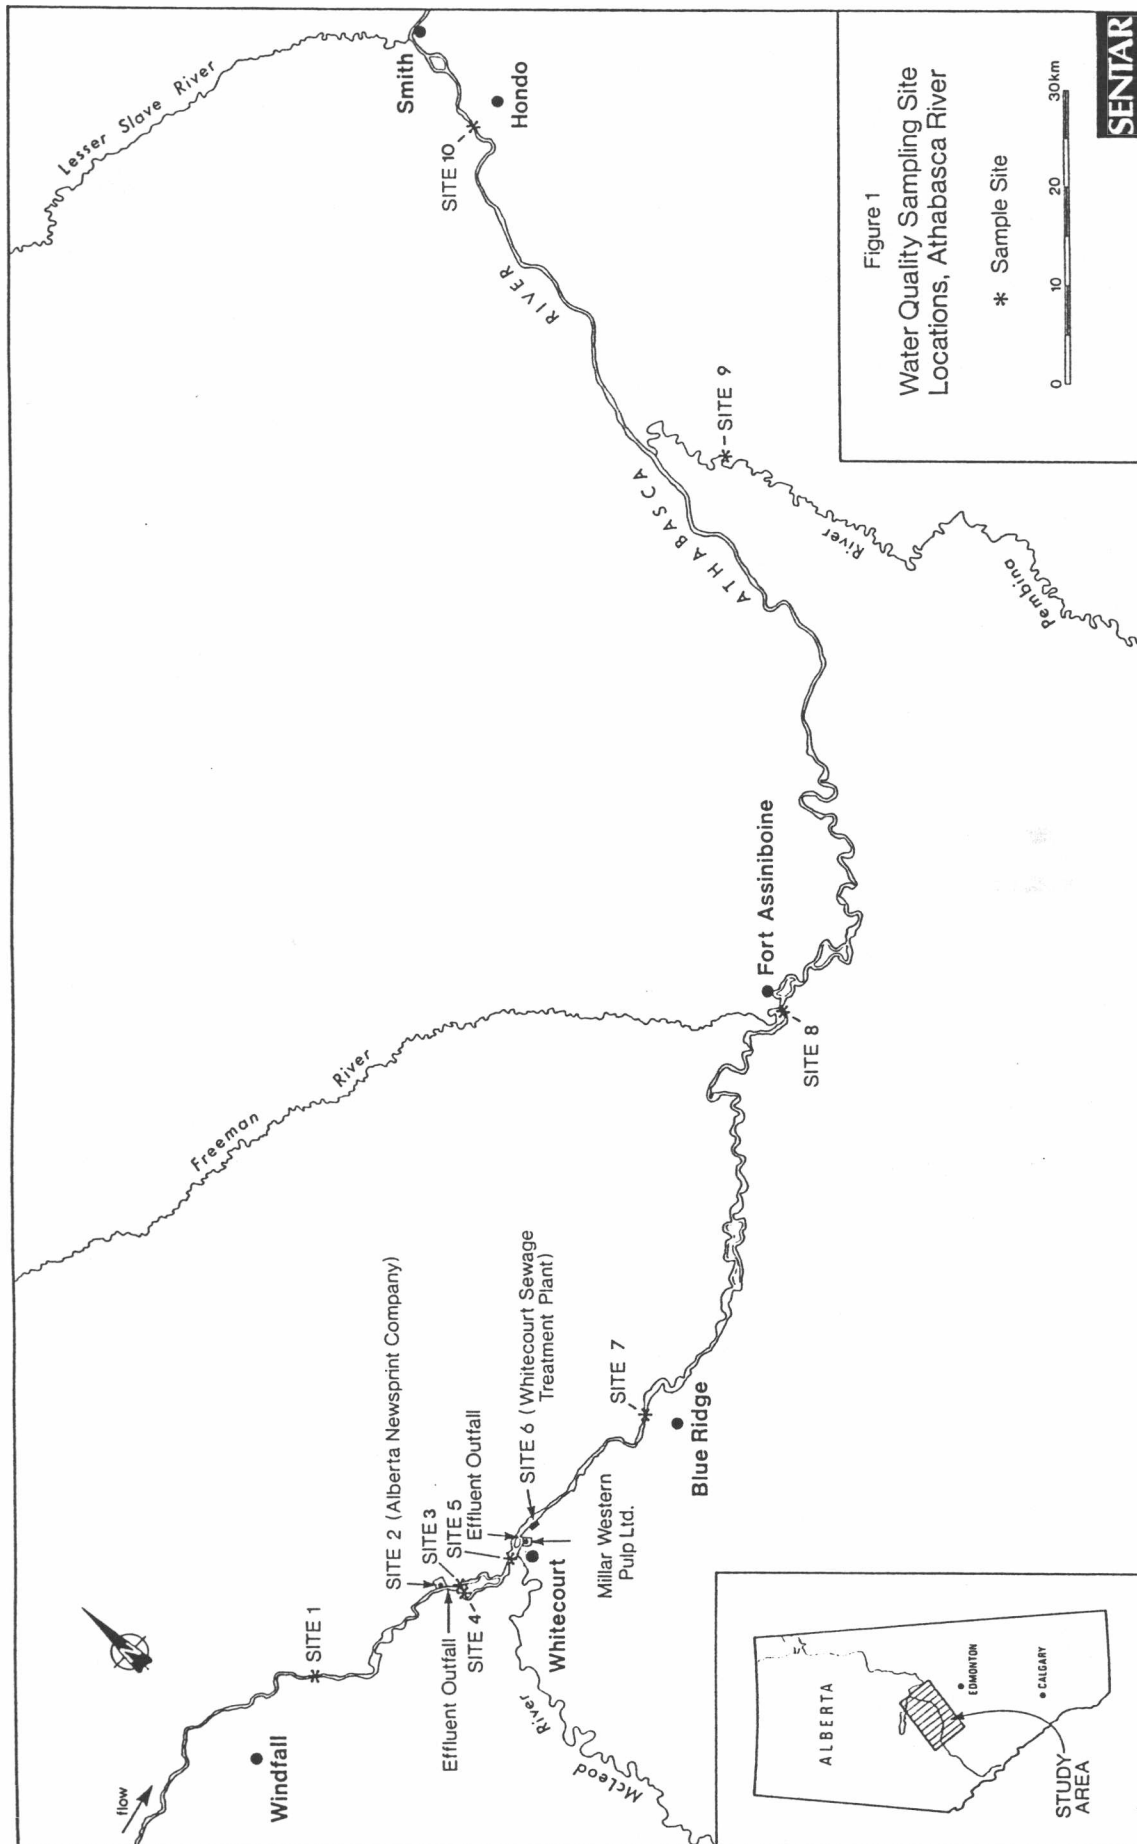 Lesser Slave River
Smith
Hondo
SITE 10
RIVER
ATHABASCA
SITE 9
River
Pembina
Freeman
River
Fort Assiniboine
SITE 8
SITE 2 (Alberta Newsprint Company)
SITE 3
SITE 5
Effluent Outfall
SITE 6 (Whitecourt Sewage
Treatment Plant)
SITE 7
Blue Ridge
SITE 1
Effluent Outfall
SITE 4
Whitecourt
Millar Western
Pulp Ltd.
River
McLeod
Windfall
flow
ALBERTA
EDMONTON
CALGARY
STUDY
AREA
Figure 1
Water Quality Sampling Site
Locations, Athabasca River
* Sample Site
0 10 20 30km
SENTAR